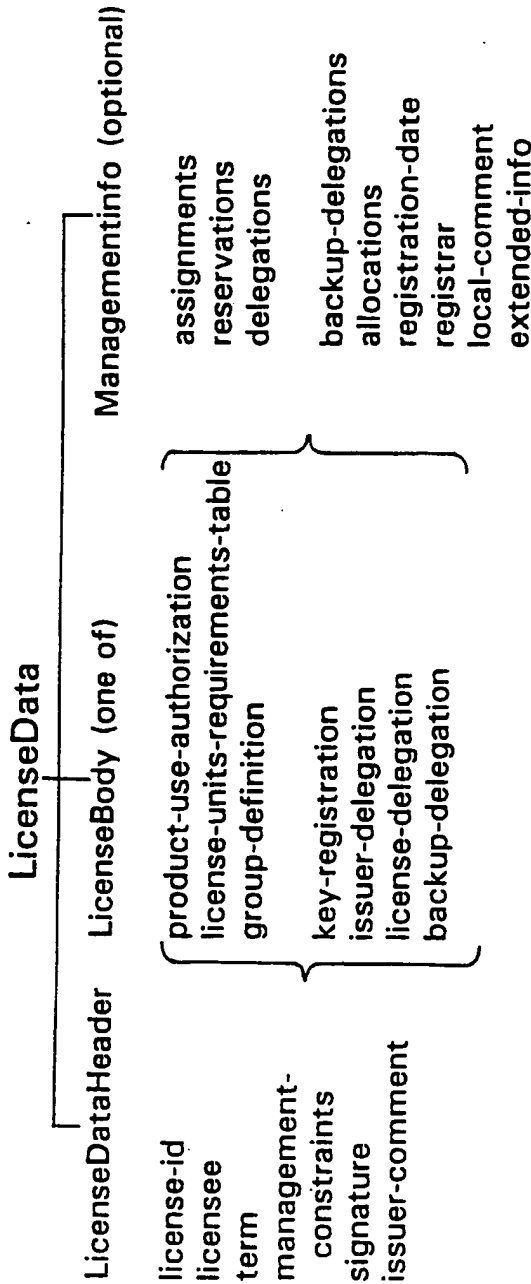 LicenseData
LicenseDataHeader
LicenseBody (one of)
Managementinfo (optional)
license-id
licensee
term
management-
constraints
signature
issuer-comment
product-use-authorization
license-units-requirements-table
group-definition
key-registration
issuer-delegation
license-delegation
backup-delegation
assignments
reservations
delegations
backup-delegations
allocations
registration-date
registrar
local-comment
extended-info